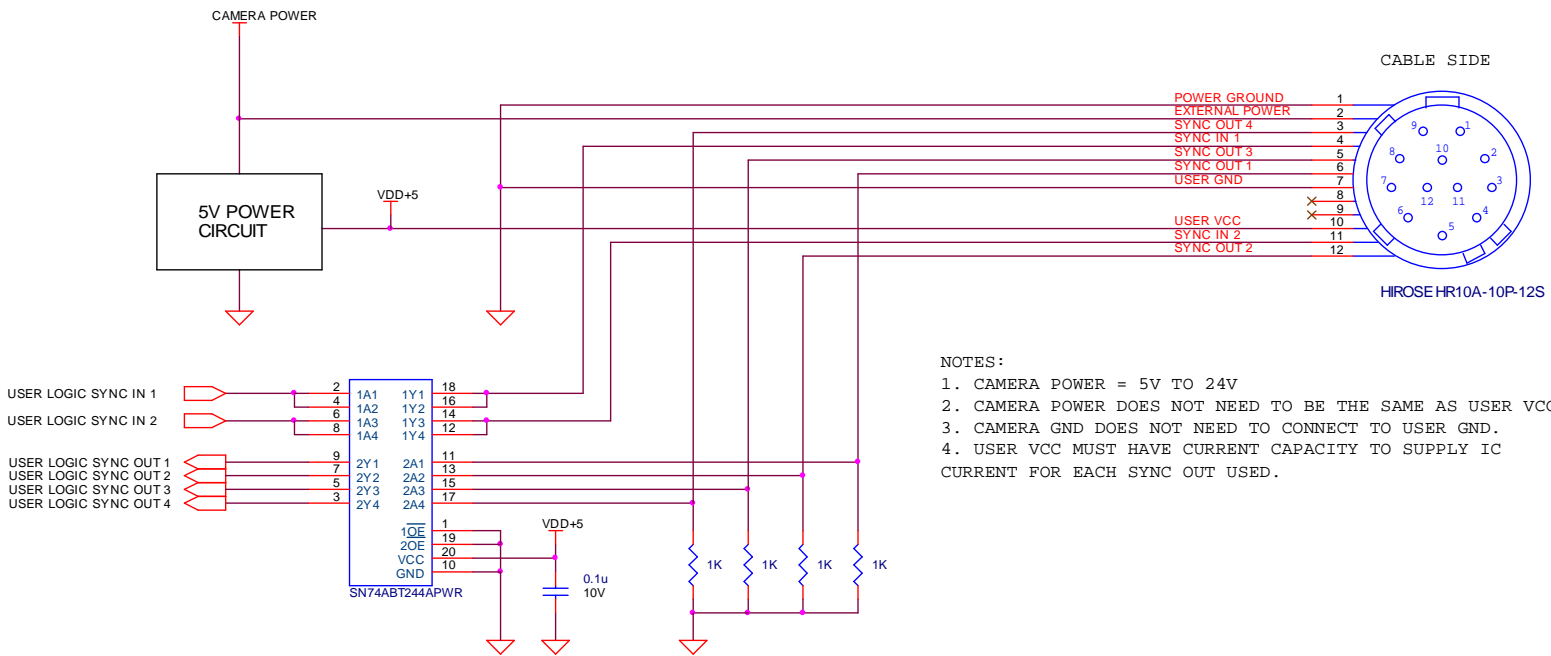 CAMERA POWER
CABLE SIDE
POWER GROUND 1
EXTERNAL POWER 2
SYNC OUT 4 3
SYNC IN 1 4
SYNC OUT 3 5
SYNC OUT 1 6
USER GND 7
8
9
USER VCC 10
SYNC IN 2 11
SYNC OUT 2 12
9 1
8 10 2
7 12 11 3
6 4
5
HIROSE HR10A-10P-12S
5V POWER
CIRCUIT
VDD+5
USER LOGIC SYNC IN 1 2 1A1 1Y1 18
4 1A2 1Y2 16
USER LOGIC SYNC IN 2 6 1A3 1Y3 14
8 1A4 1Y4 12
USER LOGIC SYNC OUT 1 9 2Y1 2A1 11
USER LOGIC SYNC OUT 2 7 2Y2 2A2 13
USER LOGIC SYNC OUT 3 5 2Y3 2A3 15
USER LOGIC SYNC OUT 4 3 2Y4 2A4 17
1OE 1
2OE 19
VCC 20
GND 10
SN74ABT244APWR
VDD+5
0.1u
10V
1K 1K 1K 1K
NOTES:
1. CAMERA POWER = 5V TO 24V
2. CAMERA POWER DOES NOT NEED TO BE THE SAME AS USER VCC
3. CAMERA GND DOES NOT NEED TO CONNECT TO USER GND.
4. USER VCC MUST HAVE CURRENT CAPACITY TO SUPPLY IC
CURRENT FOR EACH SYNC OUT USED.